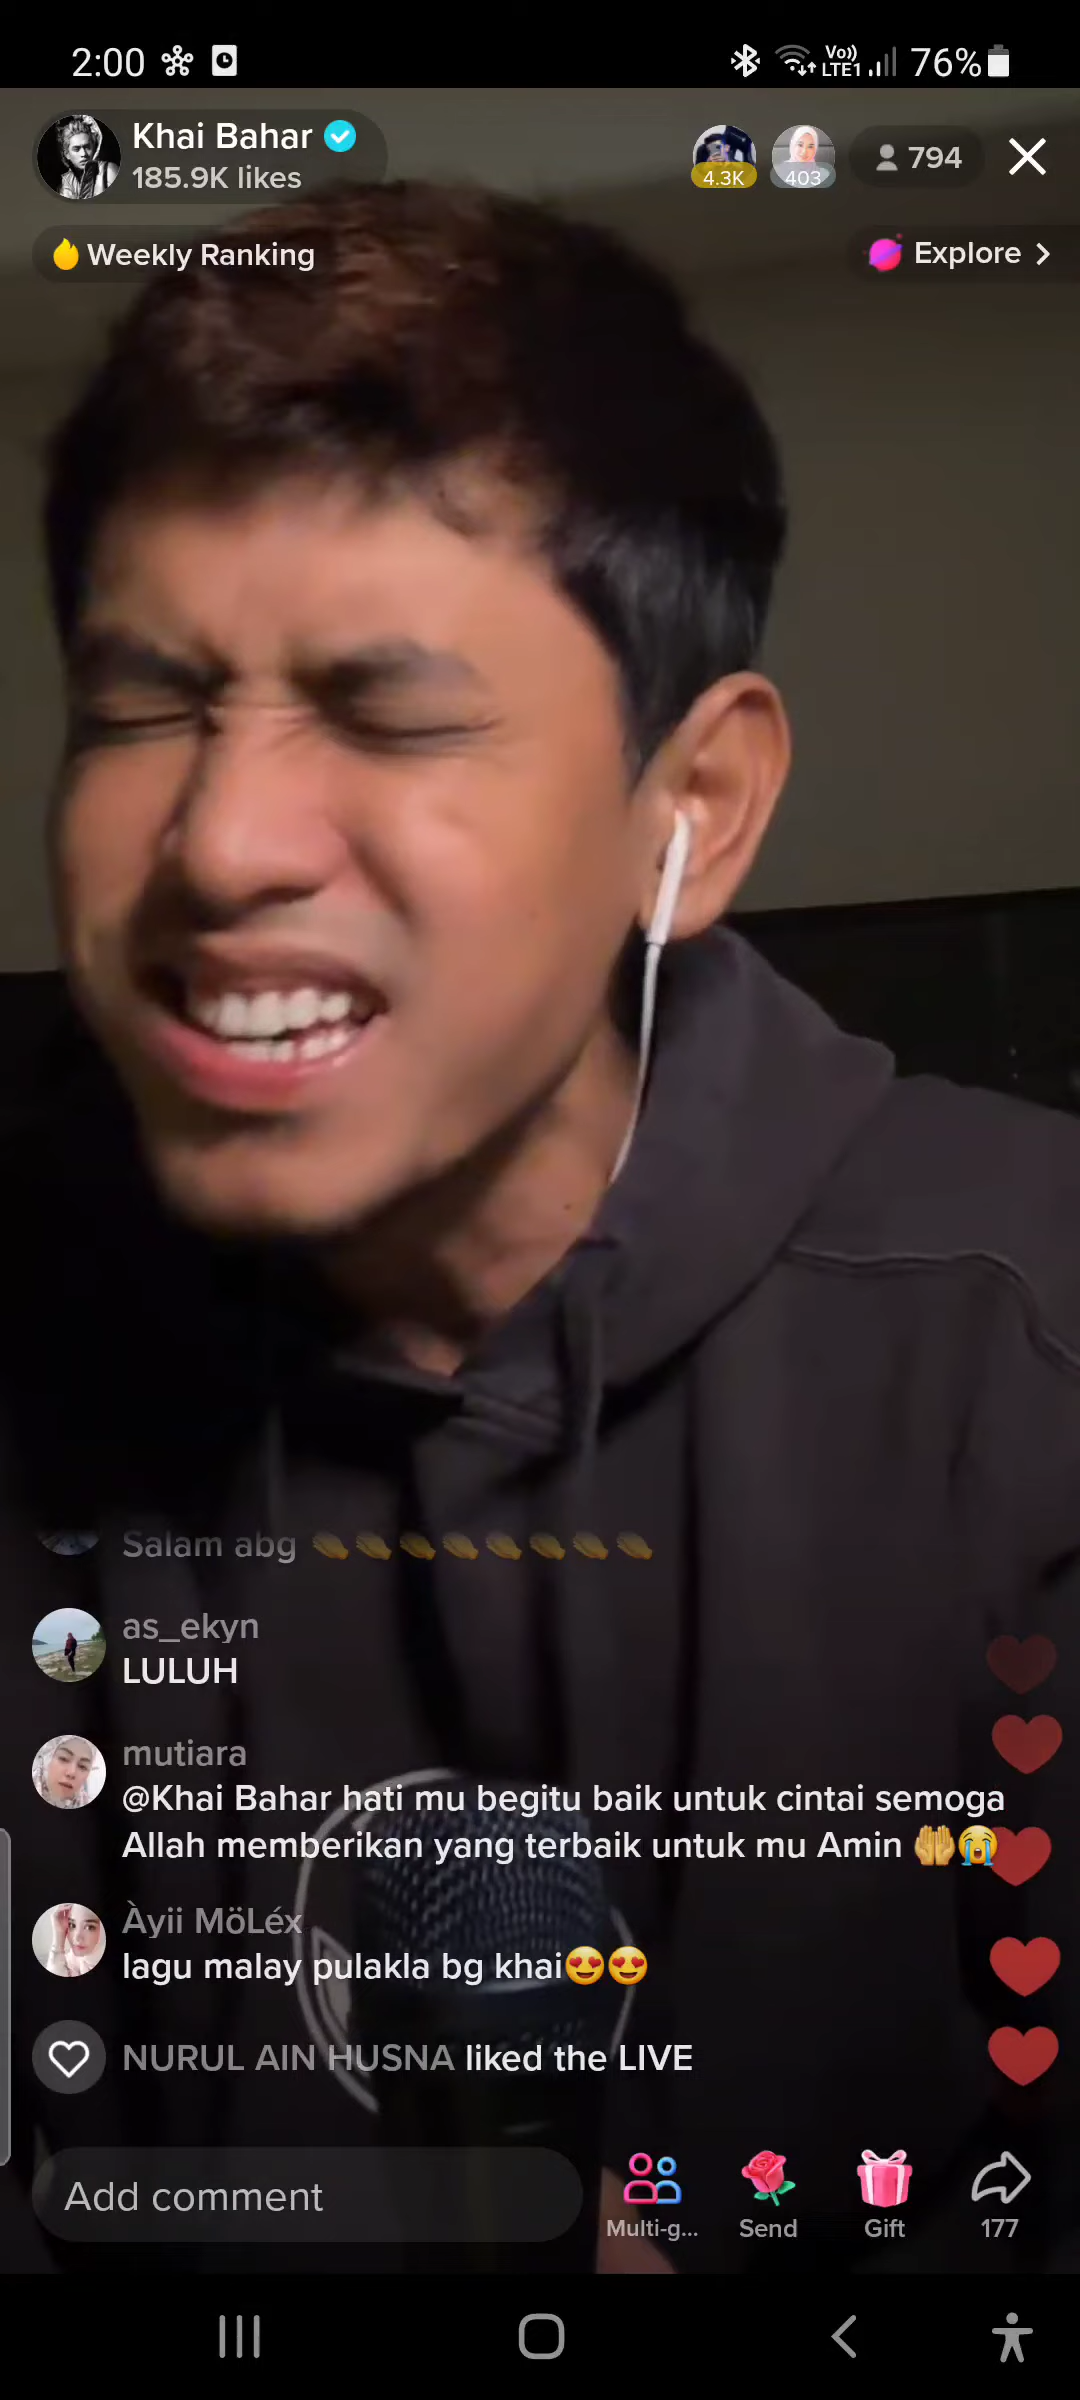 2:00
Vo))
LTE1
76%
Khai Bahar
185.9K likes
4.3K
403
794
Weekly Ranking
Explore
Salam abg 👏👏👏👏👏👏👏👏
as_ekyn
LULUH
mutiara
@Khai Bahar hati mu begitu baik untuk cintai semoga
Allah memberikan yang terbaik untuk mu Amin 🤲😭
Àyii MöLéx
lagu malay pulakla bg khai😍😍
NURUL AIN HUSNA liked the LIVE
Add comment
Multi-g...
Send
Gift
177